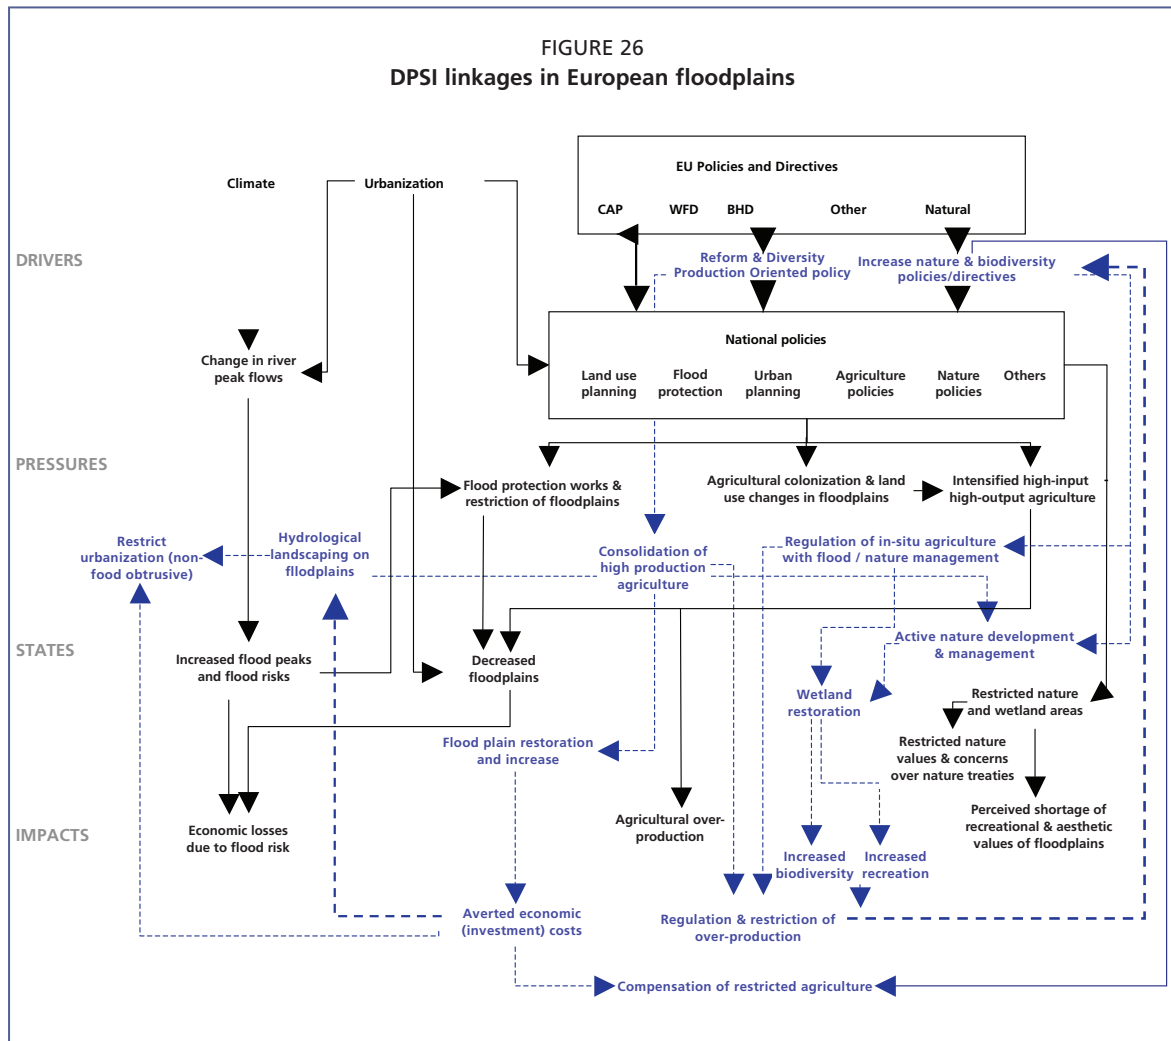 FIGURE 26
DPSI linkages in European floodplains
EU Policies and Directives
Climate
Urbanization
CAP
WFD
BHD
Other
Natural
DRIVERS
Reform & Diversity
Production Oriented policy
Increase nature & biodiversity
policies/directives
National policies
Change in river
peak flows
Land use
planning
Flood
protection
Urban
planning
Agriculture
policies
Nature
policies
Others
PRESSURES
Flood protection works &
restriction of floodplains
Agricultural colonization & land
use changes in floodplains
Intensified high-input
high-output agriculture
Restrict
urbanization (non-
food obtrusive)
Hydrological
landscaping on
fllodplains
Consolidation of
high production
agriculture
Regulation of in-situ agriculture
with flood / nature management
STATES
Increased flood peaks
and flood risks
Decreased
floodplains
Active nature development
& management
Wetland
restoration
Restricted nature
and wetland areas
Flood plain restoration
and increase
Restricted nature
values & concerns
over nature treaties
IMPACTS
Economic losses
due to flood risk
Agricultural over-
production
Perceived shortage of
recreational & aesthetic
values of floodplains
Increased
biodiversity
Increased
recreation
Averted economic
(investment) costs
Regulation & restriction of
over-production
Compensation of restricted agriculture